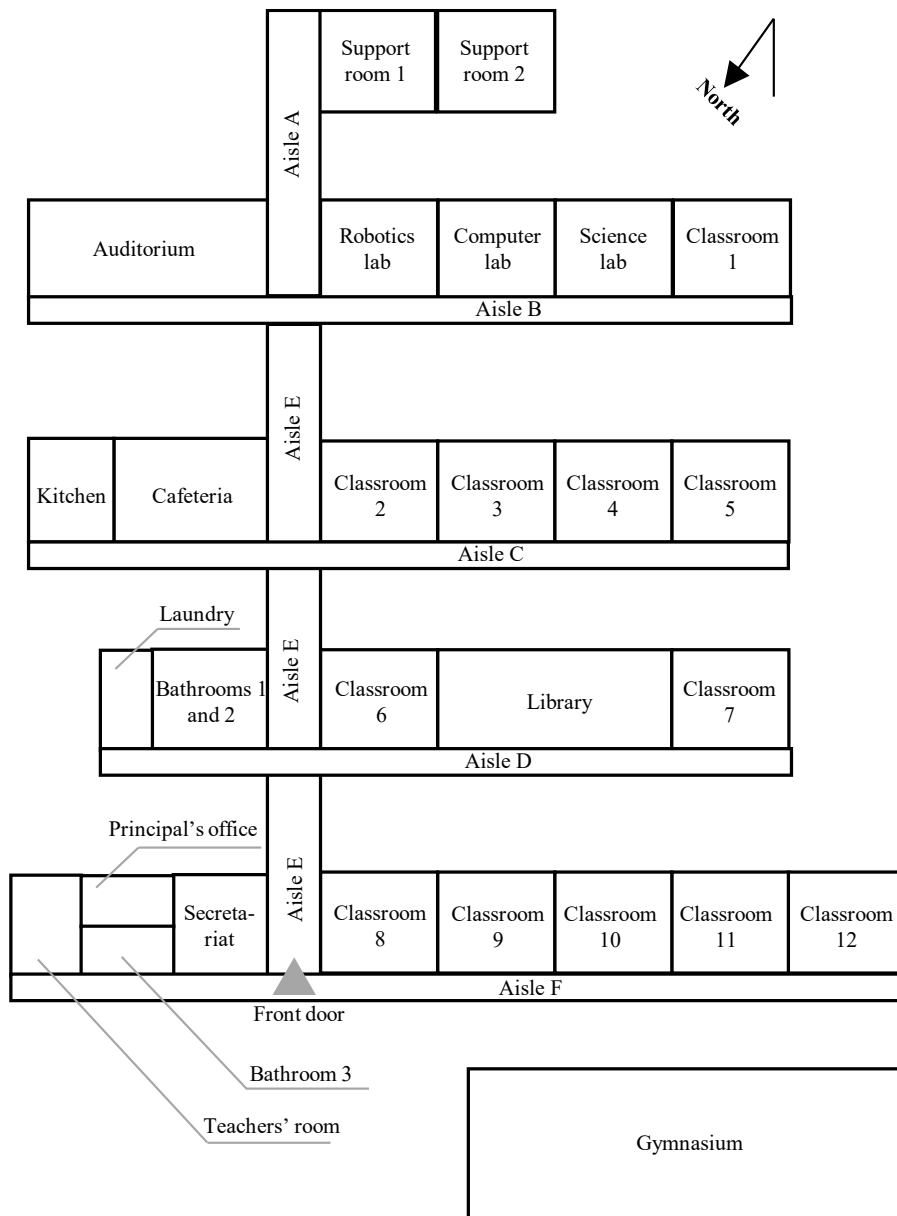 Support
room 1
Support
room 2
North
Aisle A
Auditorium
Robotics
lab
Computer
lab
Science
lab
Classroom
1
Aisle B
Aisle E
Kitchen
Cafeteria
Classroom
2
Classroom
3
Classroom
4
Classroom
5
Aisle C
Laundry
Aisle E
Bathrooms 1
and 2
Classroom
6
Library
Classroom
7
Aisle D
Principal’s office
Aisle E
Secreta-
riat
Classroom
8
Classroom
9
Classroom
10
Classroom
11
Classroom
12
Aisle F
Front door
Bathroom 3
Teachers’ room
Gymnasium